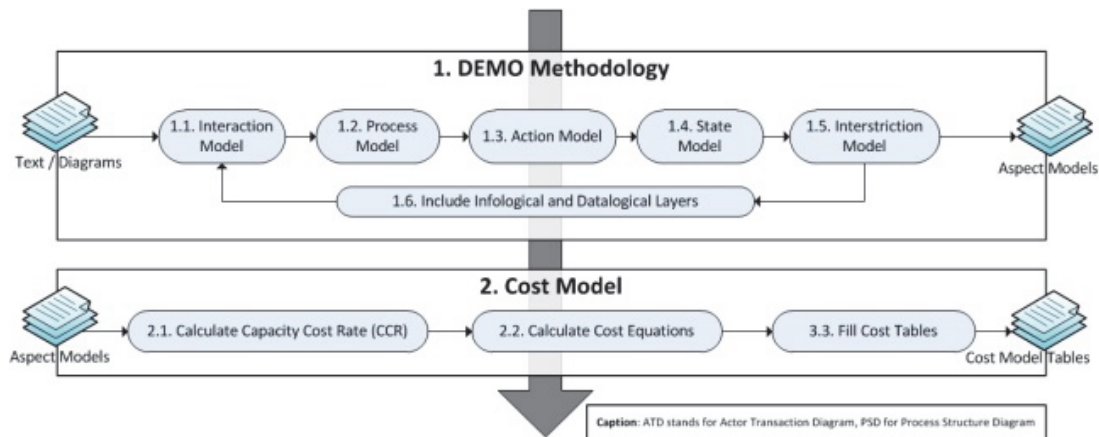 1. DEMO Methodology
Text / Diagrams
1.1. Interaction
Model
1.2. Process
Model
1.3. Action Model
1.4. State
Model
1.5. Interstriction
Model
Aspect Models
1.6. Include Infological and Datalogical Layers
2. Cost Model
Aspect Models
2.1. Calculate Capacity Cost Rate (CCR)
2.2. Calculate Cost Equations
3.3. Fill Cost Tables
Cost Model Tables
Caption: ATD stands for Actor Transaction Diagram, PSD for Process Structure Diagram